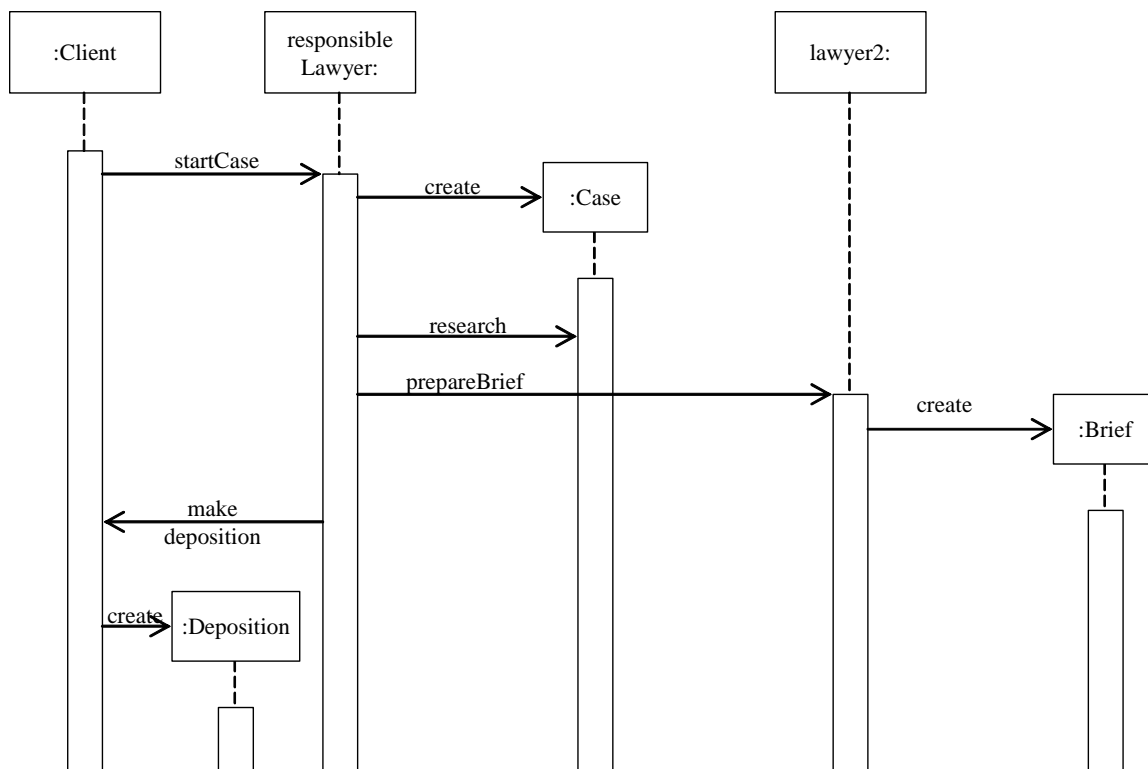 :Client
responsible
Lawyer:
lawyer2:
startCase
create
:Case
research
prepareBrief
create
:Brief
make
deposition
create
:Deposition